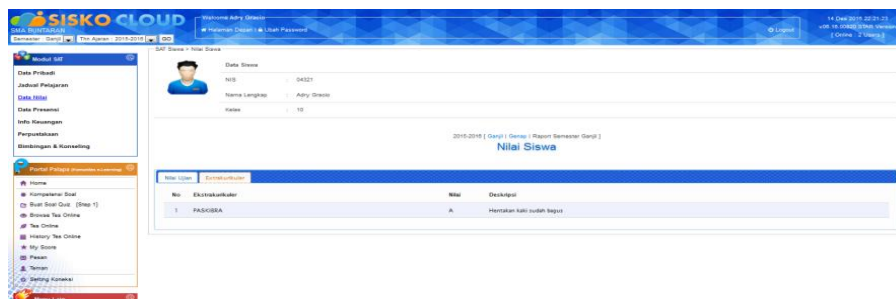 SISKO CLOUD
SMA BUNTARAN
Semester : Ganjil Thn Ajaran : 2015-2016 GO
Welcome Adry Gracio
Halaman Depan | Ubah Password
Logout
14 Des 2015 22:21:23
[ Online : 2 Users ]
Modul SAT
Data Pribadi
Jadwal Pelajaran
Data Nilai
Data Presensi
Info Keuangan
Perpustakaan
Bimbingan & Konseling
Portal Pelapa
Home
Kompetensi Soal
Buat Soal Quiz [Step 1]
Browse Tes Online
Tes Online
History Tes Online
My Score
Pesan
Teman
Setting Koneksi
SAT Siswa > Nilai Siswa
Data Siswa
NIS : 04321
Nama Lengkap : Adry Gracio
Kelas : 10
2015-2016 [ Ganjil | Genap | Raport Semester Ganjil ]
Nilai Siswa
Nilai Ujian Extrakurikuler
No Ekstrakurikuler Nilai Deskripsi
1 PASKIBRA A Hentakan kaki sudah bagus